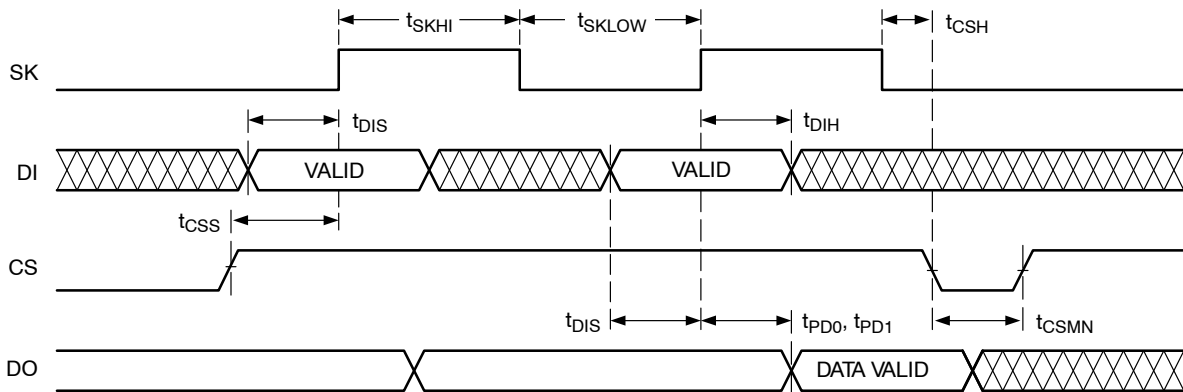 tSKHI tSKLOW tCSH
SK
tDIS tDIH
DI VALID VALID
tCSS
CS
tDIS tPD0, tPD1 tCSMN
DO DATA VALID